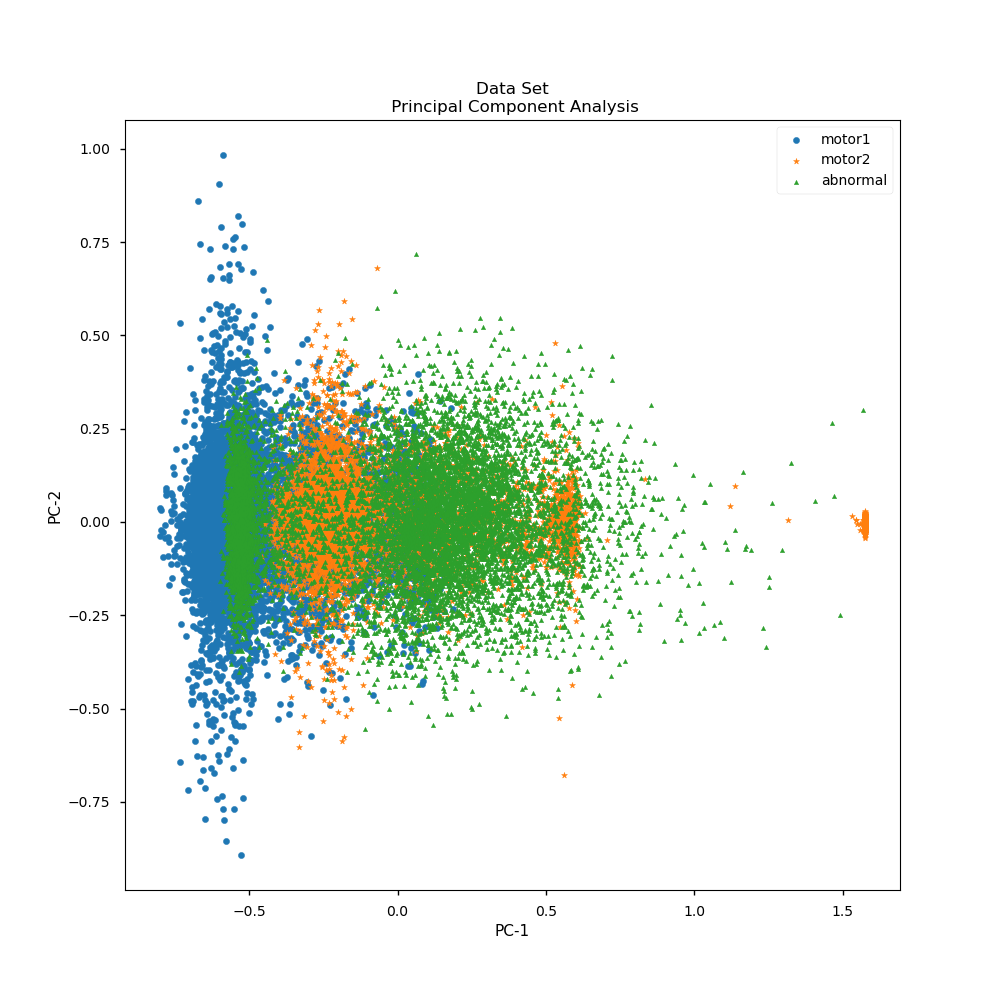 Data Set
Principal Component Analysis
motor1
motor2
abnormal
1.00
0.75
0.50
0.25
0.00
−0.25
−0.50
−0.75
PC-2
−0.5
0.0
0.5
1.0
1.5
PC-1